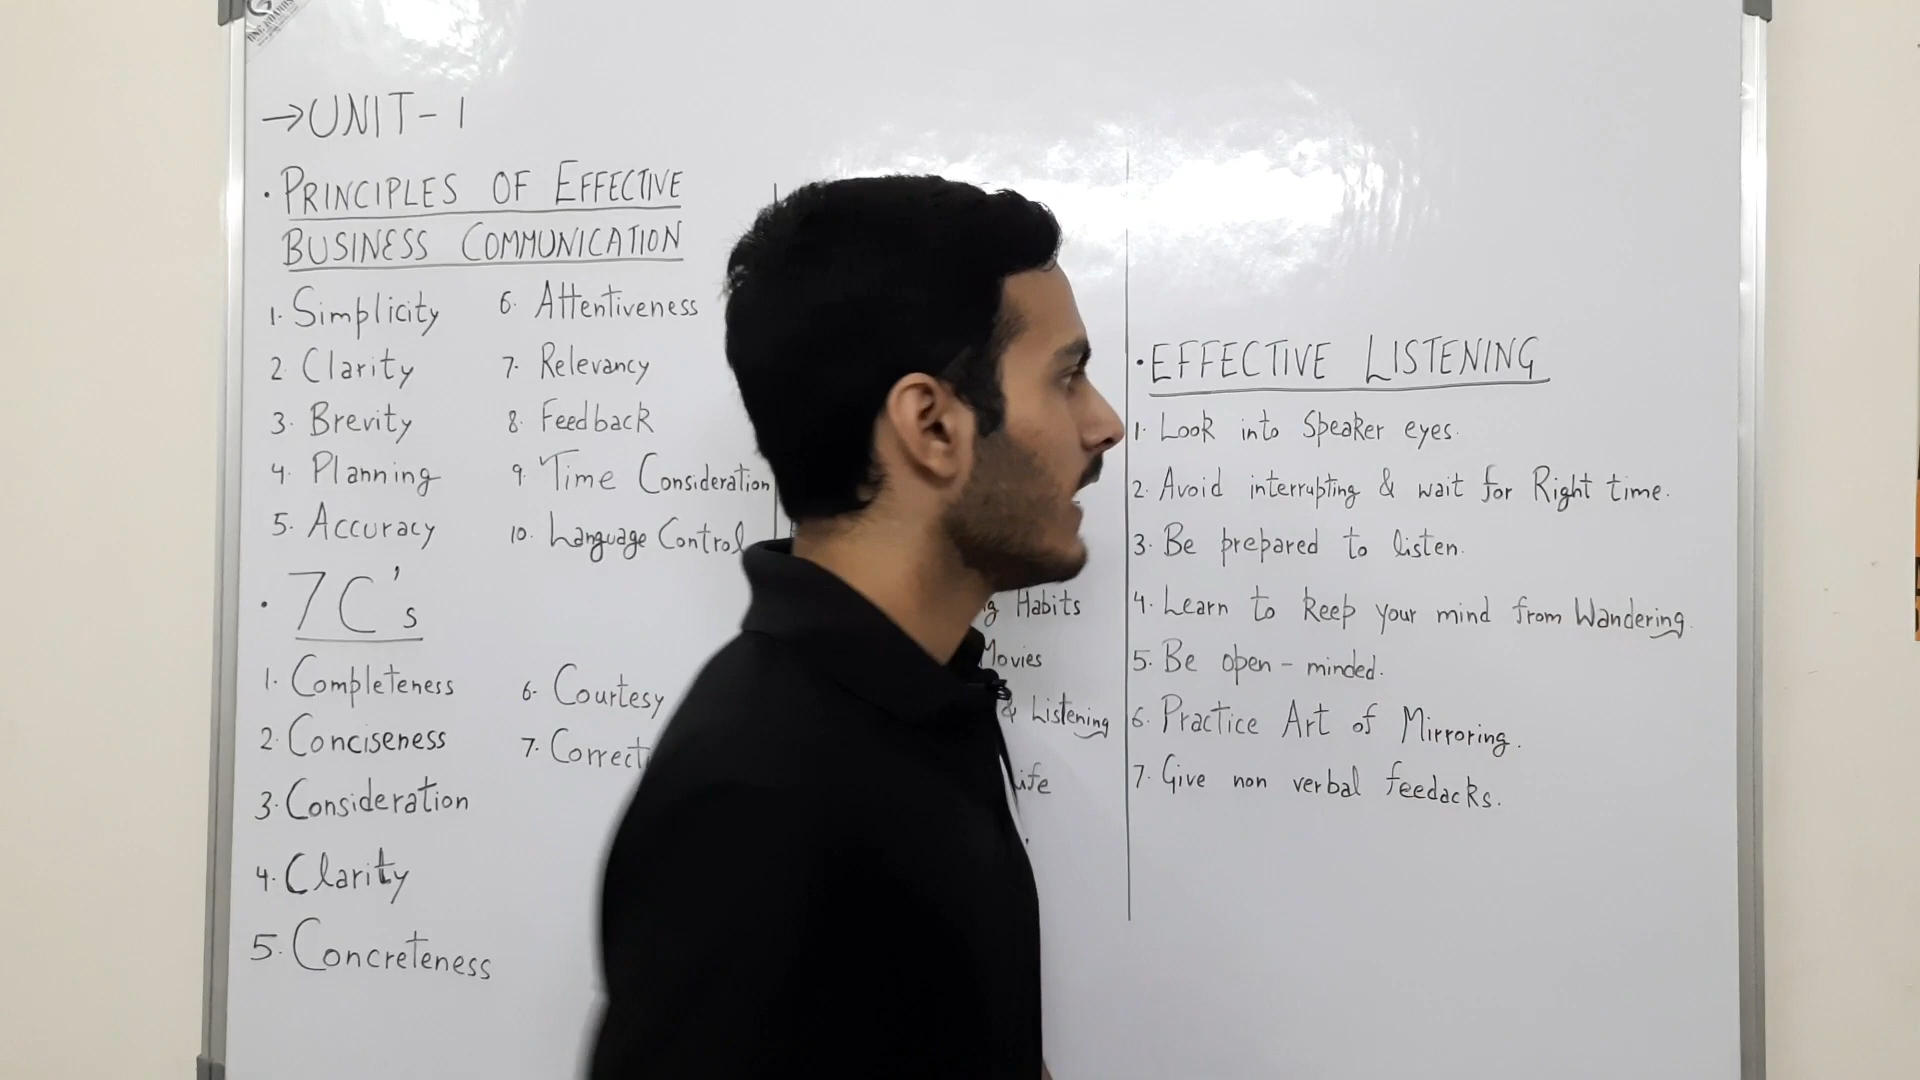 →UNIT-1
• PRINCIPLES OF EFFECTIVE
BUSINESS COMMUNICATION
1. Simplicity
2. Clarity
3. Brevity
4. Planning
5. Accuracy
6. Attentiveness
7. Relevancy
8. Feedback
9. Time Consideration
10. Language Control
• 7C's
1. Completeness
2. Conciseness
3. Consideration
4. Clarity
5. Concreteness
6. Courtesy
7. Correct
Habits
Movies
& Listening
• EFFECTIVE LISTENING
1. Look into Speaker eyes.
2. Avoid interrupting & wait for Right time.
3. Be prepared to listen.
4. Learn to keep your mind from Wandering.
5. Be open - minded.
6. Practice Art of Mirroring.
7. Give non verbal feedacks.